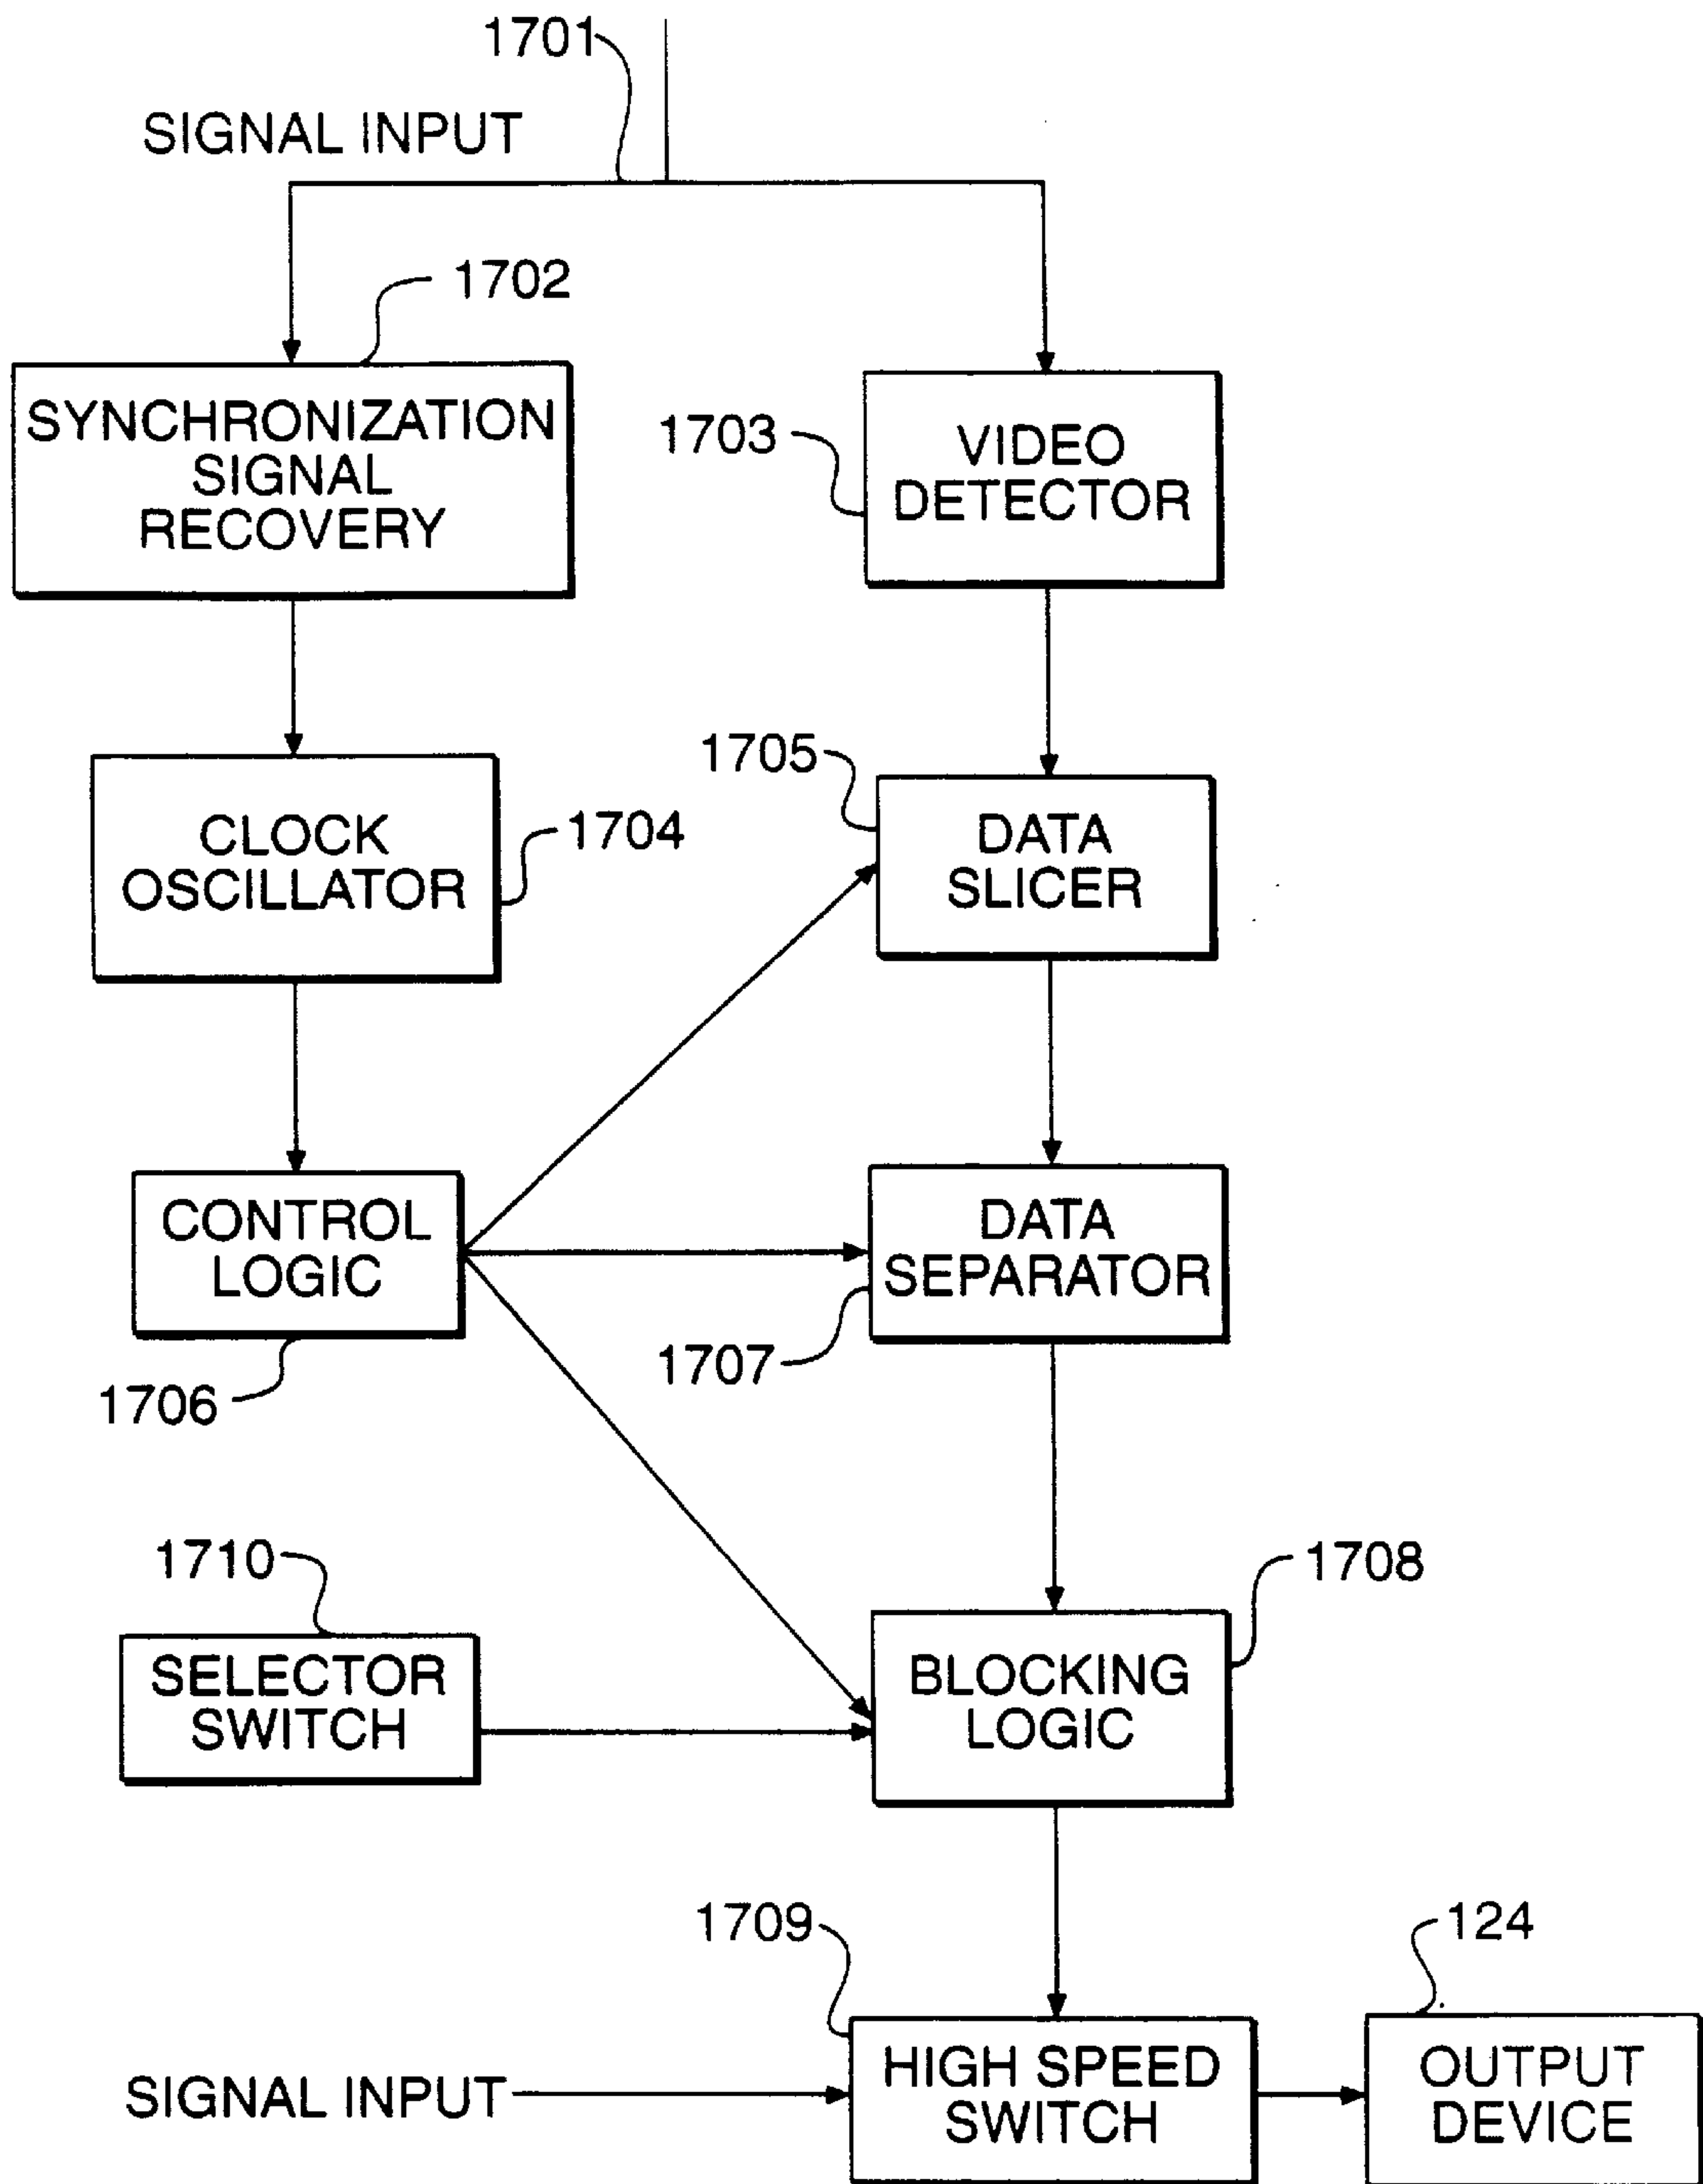 1701
SIGNAL INPUT
1702
SYNCHRONIZATION
SIGNAL
RECOVERY
1703
VIDEO
DETECTOR
1705
CLOCK
OSCILLATOR
1704
DATA
SLICER
CONTROL
LOGIC
1706
DATA
SEPARATOR
1707
1710
SELECTOR
SWITCH
1708
BLOCKING
LOGIC
1709
124
SIGNAL INPUT
HIGH SPEED
SWITCH
OUTPUT
DEVICE